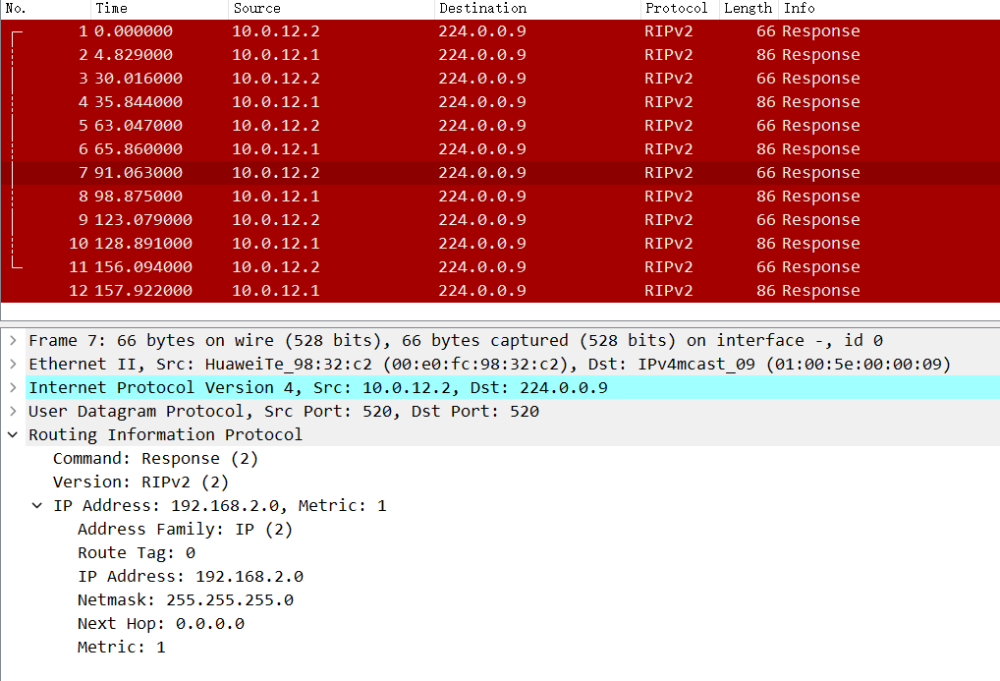 No. Time Source Destination Protocol Length Info
1 0.000000 10.0.12.2 224.0.0.9 RIPv2 66 Response
2 4.829000 10.0.12.1 224.0.0.9 RIPv2 86 Response
3 30.016000 10.0.12.2 224.0.0.9 RIPv2 66 Response
4 35.844000 10.0.12.1 224.0.0.9 RIPv2 86 Response
5 63.047000 10.0.12.2 224.0.0.9 RIPv2 66 Response
6 65.860000 10.0.12.1 224.0.0.9 RIPv2 86 Response
7 91.063000 10.0.12.2 224.0.0.9 RIPv2 66 Response
8 98.875000 10.0.12.1 224.0.0.9 RIPv2 86 Response
9 123.079000 10.0.12.2 224.0.0.9 RIPv2 66 Response
10 128.891000 10.0.12.1 224.0.0.9 RIPv2 86 Response
11 156.094000 10.0.12.2 224.0.0.9 RIPv2 66 Response
12 157.922000 10.0.12.1 224.0.0.9 RIPv2 86 Response
Frame 7: 66 bytes on wire (528 bits), 66 bytes captured (528 bits) on interface -, id 0
Ethernet II, Src: HuaweiTe_98:32:c2 (00:e0:fc:98:32:c2), Dst: IPv4mcast_09 (01:00:5e:00:00:09)
Internet Protocol Version 4, Src: 10.0.12.2, Dst: 224.0.0.9
User Datagram Protocol, Src Port: 520, Dst Port: 520
Routing Information Protocol
Command: Response (2)
Version: RIPv2 (2)
IP Address: 192.168.2.0, Metric: 1
Address Family: IP (2)
Route Tag: 0
IP Address: 192.168.2.0
Netmask: 255.255.255.0
Next Hop: 0.0.0.0
Metric: 1